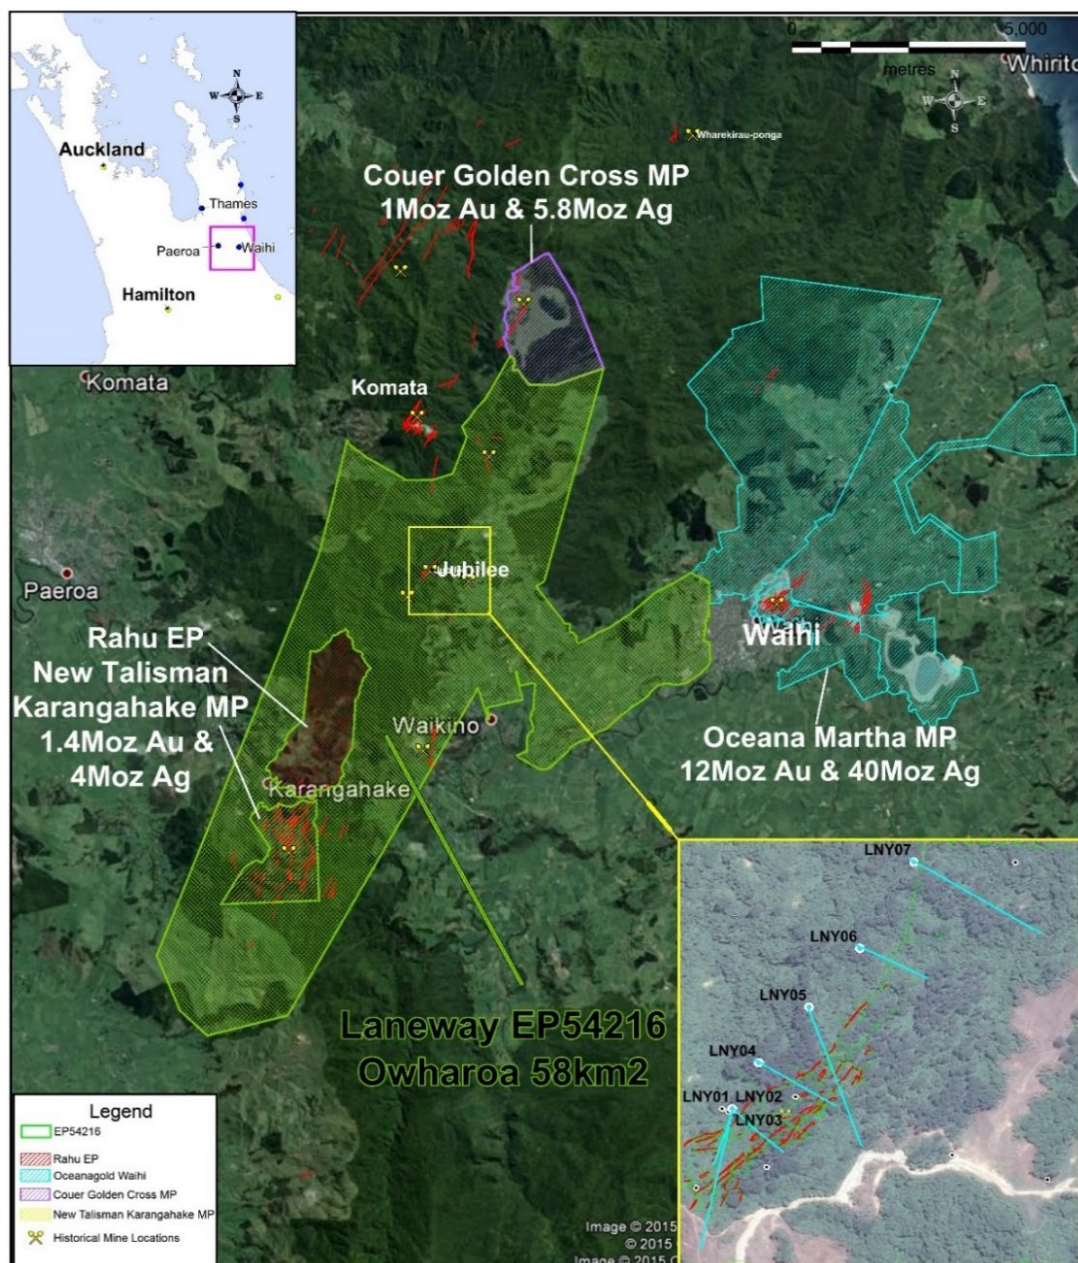 N
W E
S
Auckland
Thames
Paeroa
Waihi
Hamilton
0
5,000
metres
Whirito
N
W E
S
Wharekirau-ponga
Couer Golden Cross MP
1Moz Au & 5.8Moz Ag
Komata
Komata
Jubilee
Paeroa
Rahu EP
New Talisman
Karangahake MP
1.4Moz Au &
4Moz Ag
Waikino
Karangahake
Waihi
Oceana Martha MP
12Moz Au & 40Moz Ag
Laneway EP54216
Owharoa 58km2
LNY07
LNY06
LNY05
LNY04
LNY01 LNY02
LNY03
Legend
EP54216
Rahu EP
Oceanagold Waihi
Couer Golden Cross MP
New Talisman Karangahake MP
Historical Mine Locations
Image © 2015
© 2015
Image © 2015